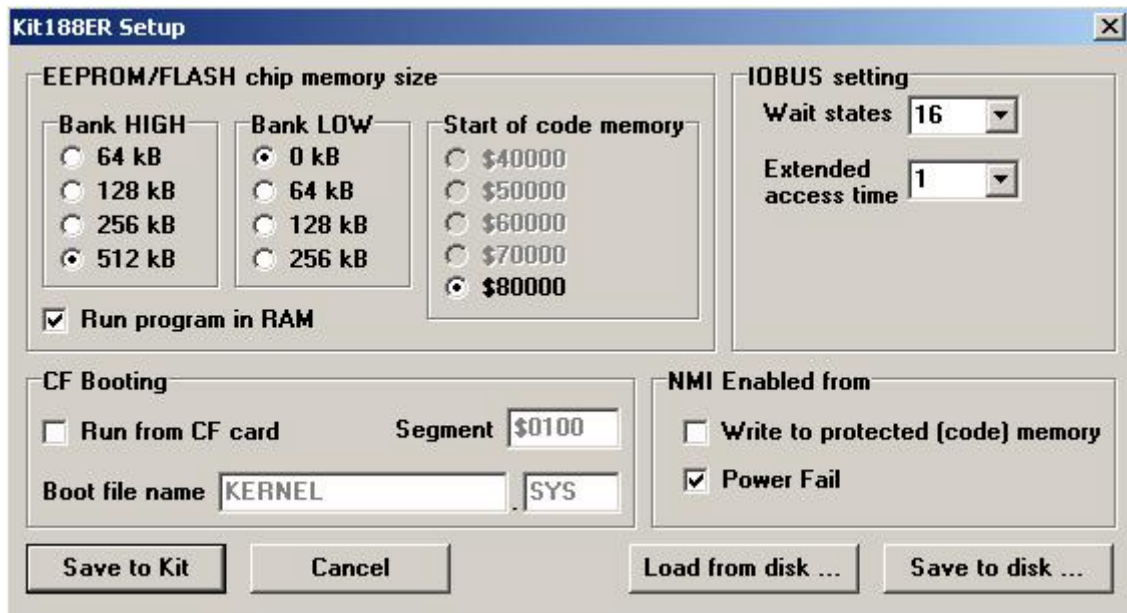 Kit188ER Setup
EEPROM/FLASH chip memory size
Bank HIGH
64 kB
128 kB
256 kB
512 kB
Bank LOW
0 kB
64 kB
128 kB
256 kB
Start of code memory
$40000
$50000
$60000
$70000
$80000
Run program in RAM
IOBUS setting
Wait states 16
Extended
access time 1
CF Booting
Run from CF card Segment $0100
Boot file name KERNEL . SYS
NMI Enabled from
Write to protected (code) memory
Power Fail
Save to Kit Cancel Load from disk ... Save to disk ...